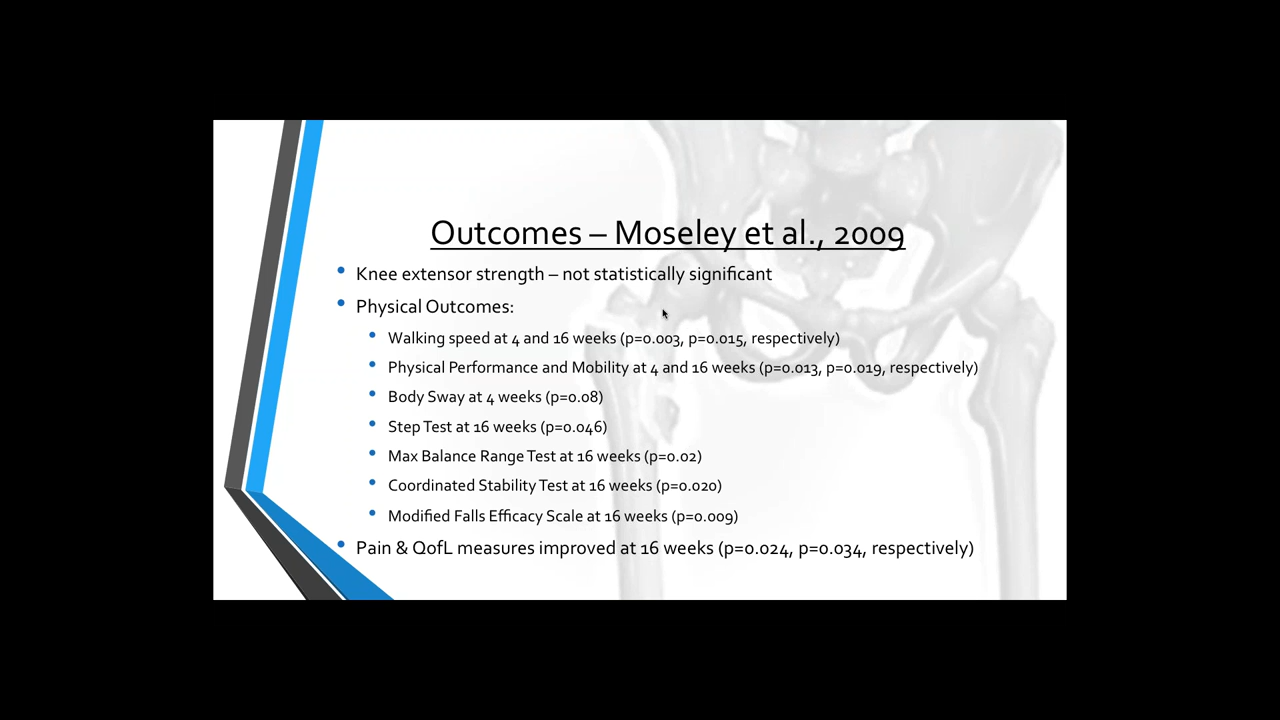 Outcomes – Moseley et al., 2009
• Knee extensor strength – not statistically significant
• Physical Outcomes:
• Walking speed at 4 and 16 weeks (p=0.003, p=0.015, respectively)
• Physical Performance and Mobility at 4 and 16 weeks (p=0.013, p=0.019, respectively)
• Body Sway at 4 weeks (p=0.08)
• Step Test at 16 weeks (p=0.046)
• Max Balance Range Test at 16 weeks (p=0.02)
• Coordinated Stability Test at 16 weeks (p=0.020)
• Modified Falls Efficacy Scale at 16 weeks (p=0.009)
• Pain & QofL measures improved at 16 weeks (p=0.024, p=0.034, respectively)